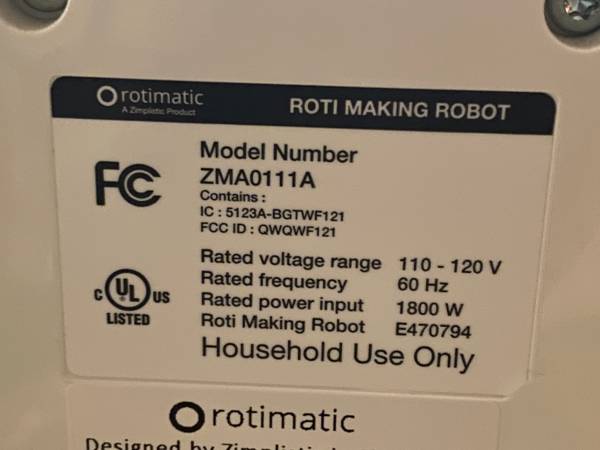 rotimatic
A Zimplistic Product
ROTI MAKING ROBOT
FC
Model Number
ZMA0111A
Contains :
IC : 5123A-BGTWF121
FCC ID : QWQWF121
Rated voltage range 110 - 120 V
Rated frequency 60 Hz
Rated power input 1800 W
Roti Making Robot E470794
Household Use Only
C UL US
LISTED
rotimatic
Designed by